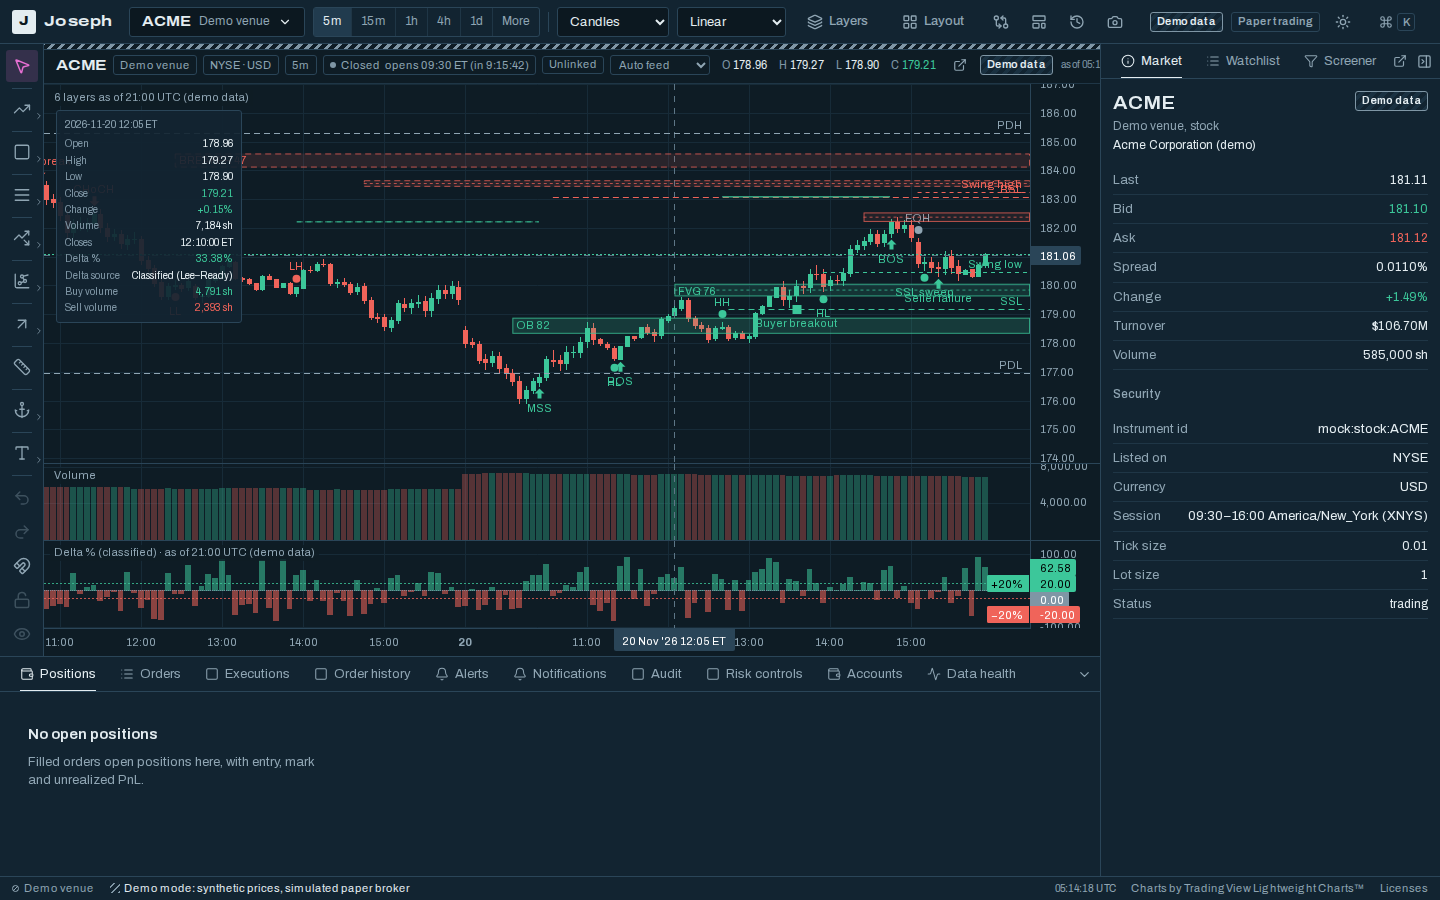 J Joseph
ACME Demo venue
5m 15m 1h 4h 1d More
Candles
Linear
Layers
Layout
Demo data
Paper trading
⌘ K
ACME Demo venue NYSE·USD 5m Closed opens 09:30 ET (in 9:15:42) Unlinked Auto feed O 178.96 H 179.27 L 178.90 C 179.21 Demo data as of 05:1
6 layers as of 21:00 UTC (demo data)
2026-11-20 12:05 ET
Open 178.96
High 179.27
Low 178.90
Close 179.21
Change +0.15%
Volume 7,184 sh
Closes 12:10:00 ET
Delta % 33.38%
Delta source Classified (Lee-Ready)
Buy volume 4,791 sh
Sell volume 2,393 sh
PDH
Swing high
EQH
BOS
Swing low
SSL sweep
Seller failure
SSL
FVG 76
HH
HL
Buyer breakout
OB 82
LH
PDL
BOS
MSS
187.00
186.00
185.00
184.00
183.00
182.00
181.06
180.00
179.00
178.00
177.00
176.00
175.00
174.00
Volume
8,000.00
4,000.00
Delta % (classified) · as of 21:00 UTC (demo data)
100.00
62.58
+20% 20.00
0.00
−20% -20.00
-100.00
11:00 12:00 13:00 14:00 15:00 20 11:00 20 Nov '26 12:05 ET 13:00 14:00 15:00
Market Watchlist Screener
ACME
Demo data
Demo venue, stock
Acme Corporation (demo)
Last 181.11
Bid 181.10
Ask 181.12
Spread 0.0110%
Change +1.49%
Turnover $106.70M
Volume 585,000 sh
Security
Instrument id mock:stock:ACME
Listed on NYSE
Currency USD
Session 09:30–16:00 America/New_York (XNYS)
Tick size 0.01
Lot size 1
Status trading
Positions Orders Executions Order history Alerts Notifications Audit Risk controls Accounts Data health
No open positions
Filled orders open positions here, with entry, mark
and unrealized PnL.
Demo venue Demo mode: synthetic prices, simulated paper broker
05:14:18 UTC Charts by TradingView Lightweight Charts™ Licenses